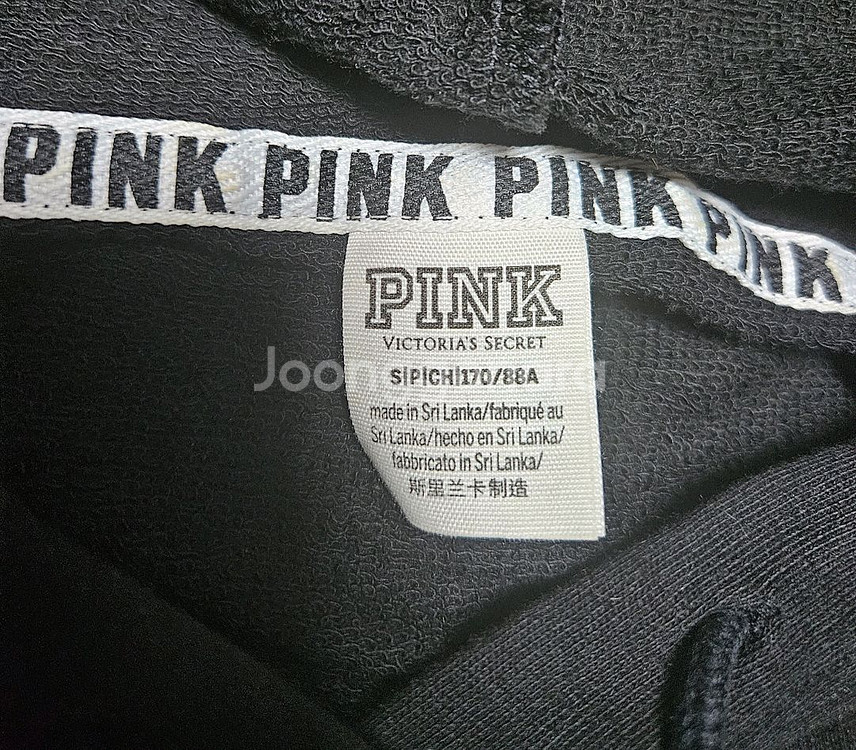 PINK PINK PINK PINK
PINK
VICTORIA'S SECRET
S|P|CH|170/88A
made in Sri Lanka/fabriqué au
Sri Lanka/hecho en Sri Lanka/
fabbricato in Sri Lanka/
斯里兰卡制造